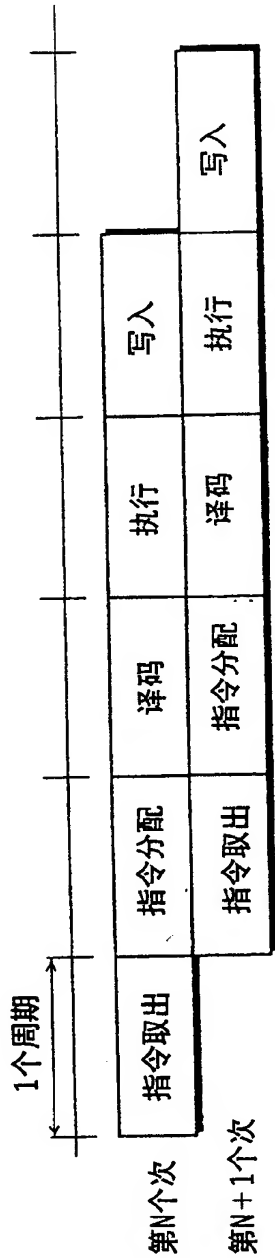 1个周期
第N个次 指令取出 指令分配 译码 执行 写入
第N+1个次 指令取出 指令分配 译码 执行 写入